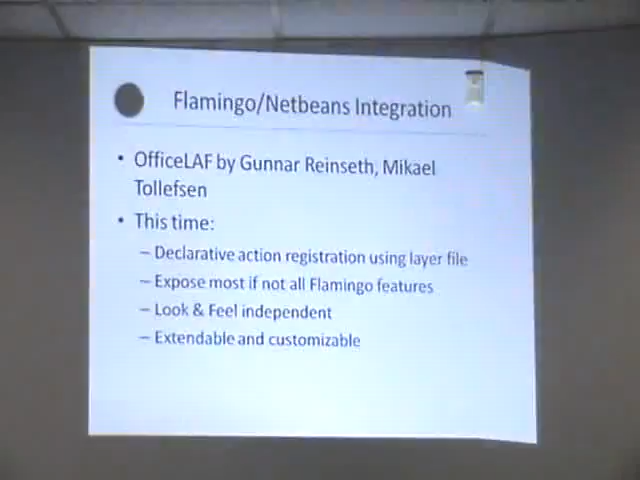 Flamingo/Netbeans Integration
• OfficeLAF by Gunnar Reinseth, Mikael
Tollefsen
• This time:
– Declarative action registration using layer file
– Expose most if not all Flamingo features
– Look & Feel independent
– Extendable and customizable